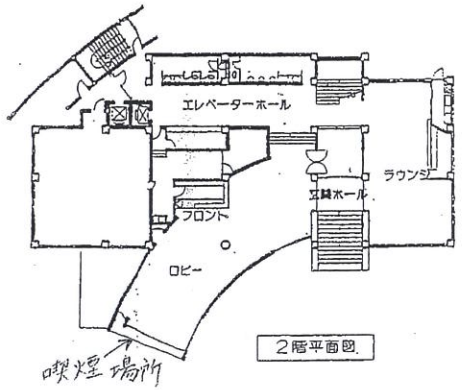 エレベーターホール
ラウンジ
玄関ホール
フロント
ロビー
2階平面図
喫煙場所